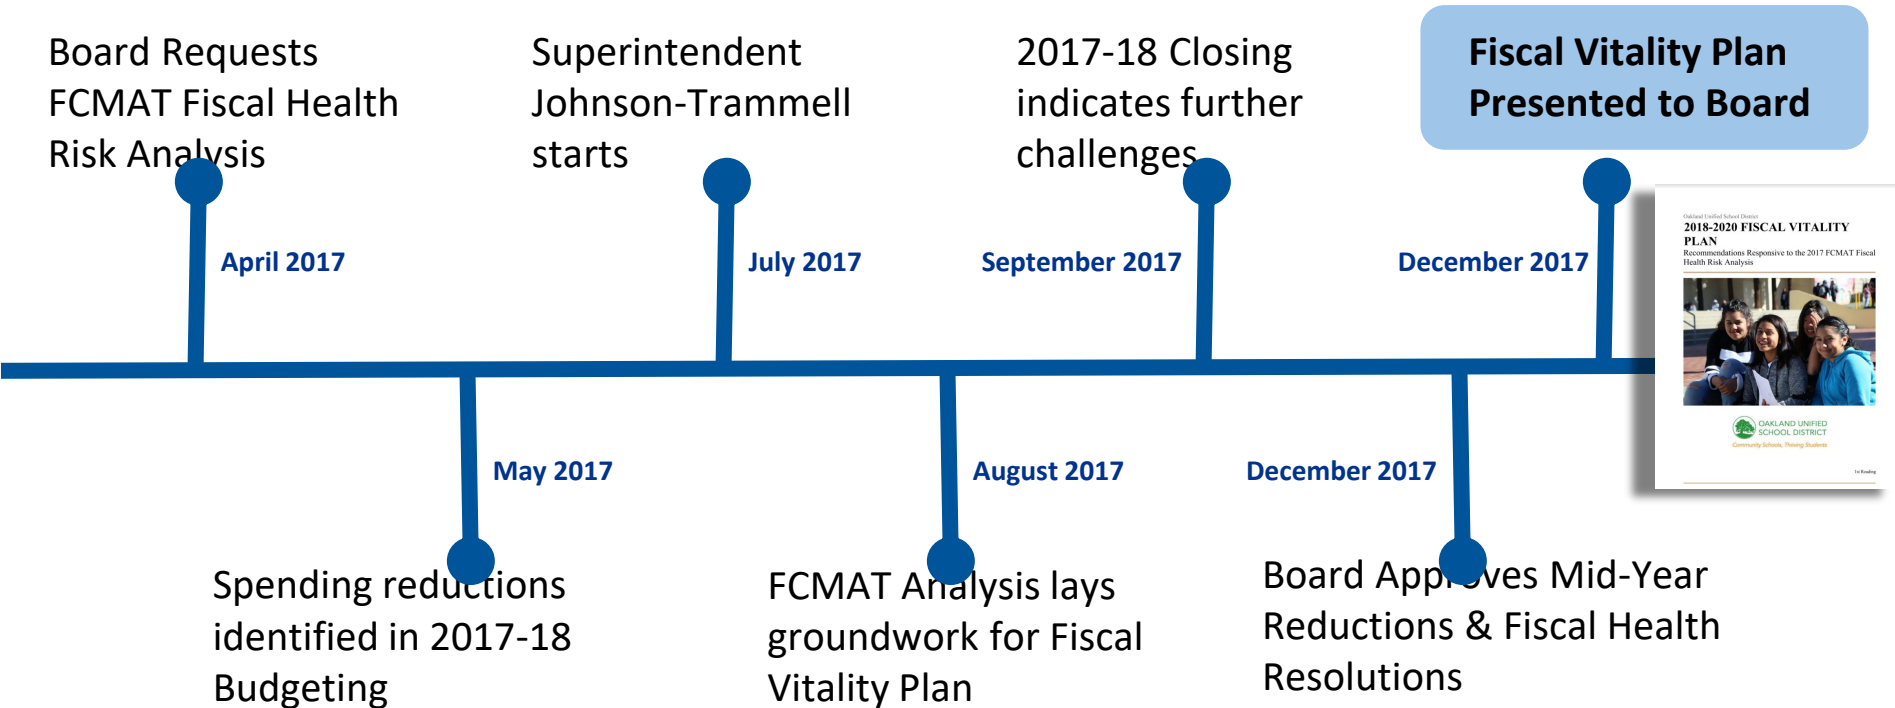 Board Requests
FCMAT Fiscal Health
Risk Analysis
April 2017
Spending reductions
identified in 2017-18
Budgeting
May 2017
Superintendent
Johnson-Trammell
starts
July 2017
FCMAT Analysis lays
groundwork for Fiscal
Vitality Plan
August 2017
2017-18 Closing
indicates further
challenges
September 2017
Board Approves Mid-Year
Reductions & Fiscal Health
Resolutions
December 2017
Fiscal Vitality Plan
Presented to Board
December 2017
Oakland Unified School District
2018-2020 FISCAL VITALITY
PLAN
Recommendations Responsive to the 2017 FCMAT Fiscal
Health Risk Analysis
OAKLAND UNIFIED
SCHOOL DISTRICT
Community Schools, Thriving Students
1st Reading